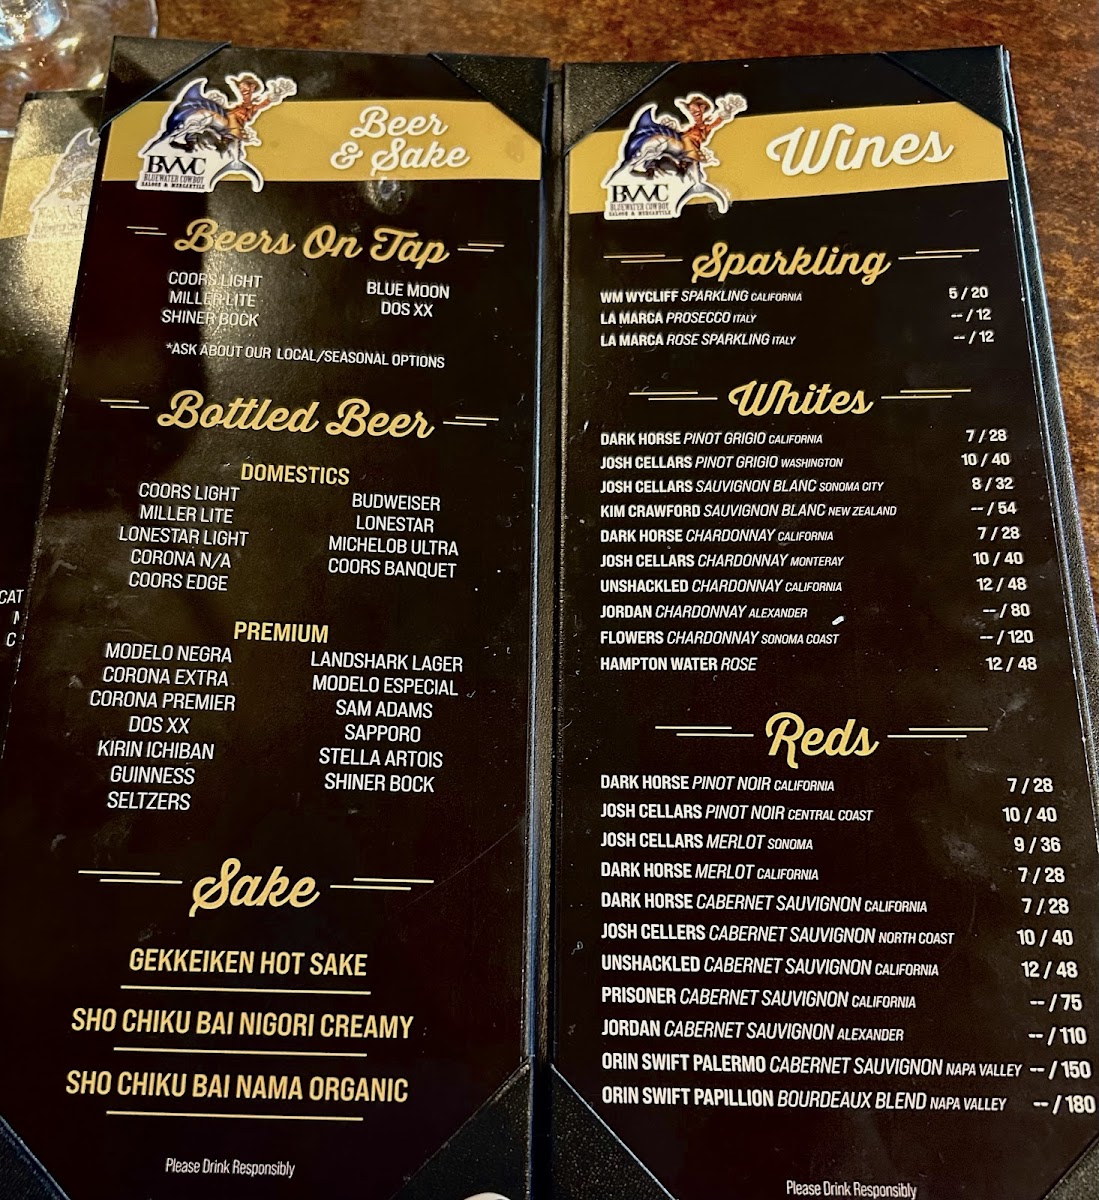 BWC
BLUEWATER COWBOY
SALOON & MERCANTILE
Beer
& Sake
Beers On Tap
COORS LIGHT
MILLER LITE
SHINER BOCK
BLUE MOON
DOS XX
*ASK ABOUT OUR LOCAL/SEASONAL OPTIONS
Bottled Beer
DOMESTICS
COORS LIGHT
MILLER LITE
LONESTAR LIGHT
CORONA N/A
COORS EDGE
BUDWEISER
LONESTAR
MICHELOB ULTRA
COORS BANQUET
PREMIUM
MODELO NEGRA
CORONA EXTRA
CORONA PREMIER
DOS XX
KIRIN ICHIBAN
GUINNESS
SELTZERS
LANDSHARK LAGER
MODELO ESPECIAL
SAM ADAMS
SAPPORO
STELLA ARTOIS
SHINER BOCK
Sake
GEKKEIKEN HOT SAKE
SHO CHIKU BAI NIGORI CREAMY
SHO CHIKU BAI NAMA ORGANIC
Please Drink Responsibly
BWC
BLUEWATER COWBOY
SALOON & MERCANTILE
Wines
Sparkling
WM WYCLIFF SPARKLING CALIFORNIA 5 / 20
LA MARCA PROSECCO ITALY -- / 12
LA MARCA ROSE SPARKLING ITALY -- / 12
Whites
DARK HORSE PINOT GRIGIO CALIFORNIA 7 / 28
JOSH CELLARS PINOT GRIGIO WASHINGTON 10 / 40
JOSH CELLARS SAUVIGNON BLANC SONOMA CITY 8 / 32
KIM CRAWFORD SAUVIGNON BLANC NEW ZEALAND -- / 54
DARK HORSE CHARDONNAY CALIFORNIA 7 / 28
JOSH CELLARS CHARDONNAY MONTERAY 10 / 40
UNSHACKLED CHARDONNAY CALIFORNIA 12 / 48
JORDAN CHARDONNAY ALEXANDER -- / 80
FLOWERS CHARDONNAY SONOMA COAST -- / 120
HAMPTON WATER ROSE 12 / 48
Reds
DARK HORSE PINOT NOIR CALIFORNIA 7 / 28
JOSH CELLARS PINOT NOIR CENTRAL COAST 10 / 40
JOSH CELLARS MERLOT SONOMA 9 / 36
DARK HORSE MERLOT CALIFORNIA 7 / 28
DARK HORSE CABERNET SAUVIGNON CALIFORNIA 7 / 28
JOSH CELLERS CABERNET SAUVIGNON NORTH COAST 10 / 40
UNSHACKLED CABERNET SAUVIGNON CALIFORNIA 12 / 48
PRISONER CABERNET SAUVIGNON CALIFORNIA -- / 75
JORDAN CABERNET SAUVIGNON ALEXANDER -- / 110
ORIN SWIFT PALERMO CABERNET SAUVIGNON NAPA VALLEY -- / 150
ORIN SWIFT PAPILLION BOURDEAUX BLEND NAPA VALLEY -- / 180
Please Drink Responsibly